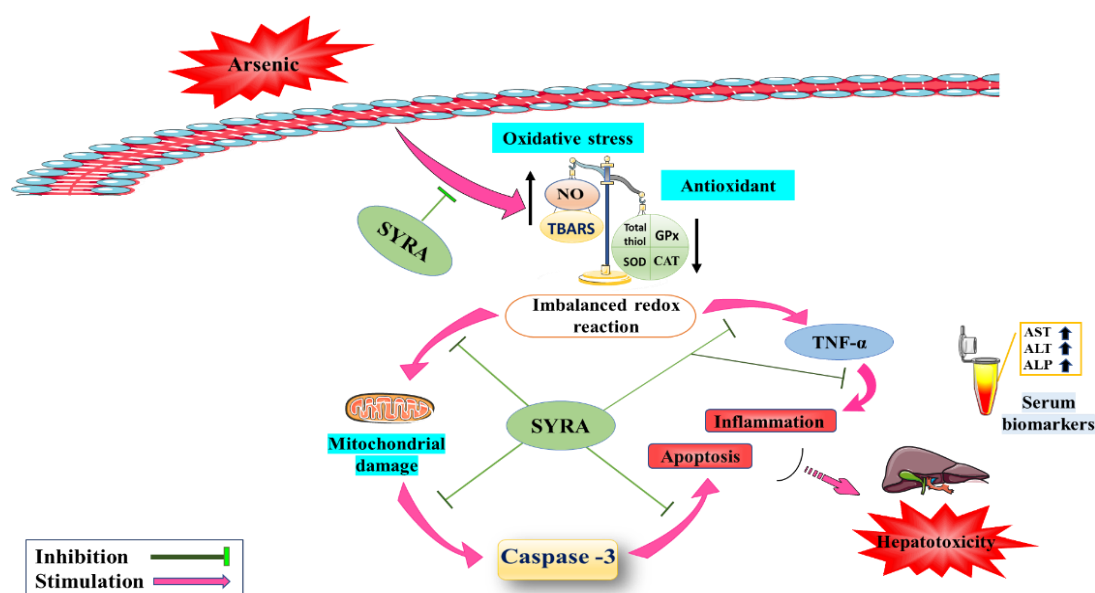 Arsenic
Oxidative stress
Antioxidant
NO
TBARS
Total
thiol
GPx
SOD
CAT
SYRA
Imbalanced redox
reaction
TNF-α
AST
ALT
ALP
Serum
biomarkers
Mitochondrial
damage
SYRA
Inflammation
Apoptosis
Hepatotoxicity
Caspase -3
Inhibition
Stimulation